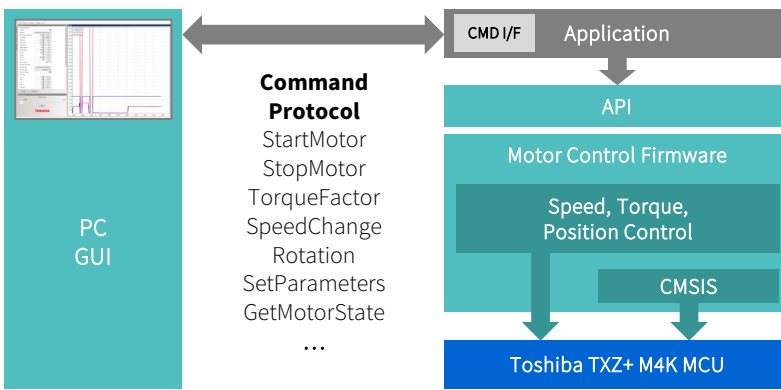 TOSHIBA
PC
GUI
Command
Protocol
StartMotor
StopMotor
TorqueFactor
SpeedChange
Rotation
SetParameters
GetMotorState
...
CMD I/F
Application
API
Motor Control Firmware
Speed, Torque,
Position Control
CMSIS
Toshiba TXZ+ M4K MCU